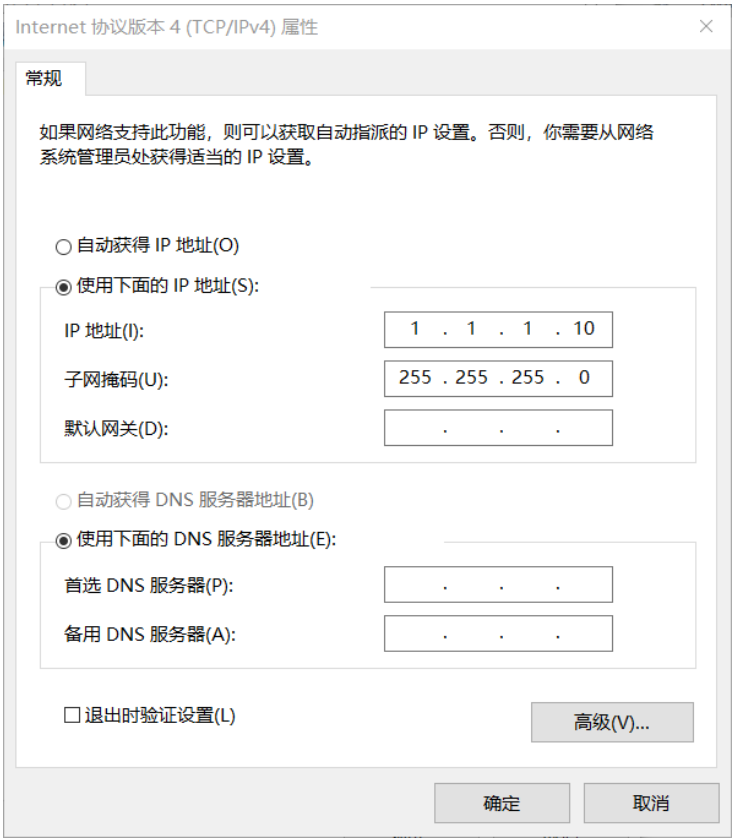 Internet 协议版本 4 (TCP/IPv4) 属性
常规
如果网络支持此功能，则可以获取自动指派的 IP 设置。否则，你需要从网络
系统管理员处获得适当的 IP 设置。
自动获得 IP 地址(O)
使用下面的 IP 地址(S):
IP 地址(I): 1 . 1 . 1 . 10
子网掩码(U): 255 . 255 . 255 . 0
默认网关(D): . . .
自动获得 DNS 服务器地址(B)
使用下面的 DNS 服务器地址(E):
首选 DNS 服务器(P): . . .
备用 DNS 服务器(A): . . .
退出时验证设置(L)
高级(V)...
确定 取消